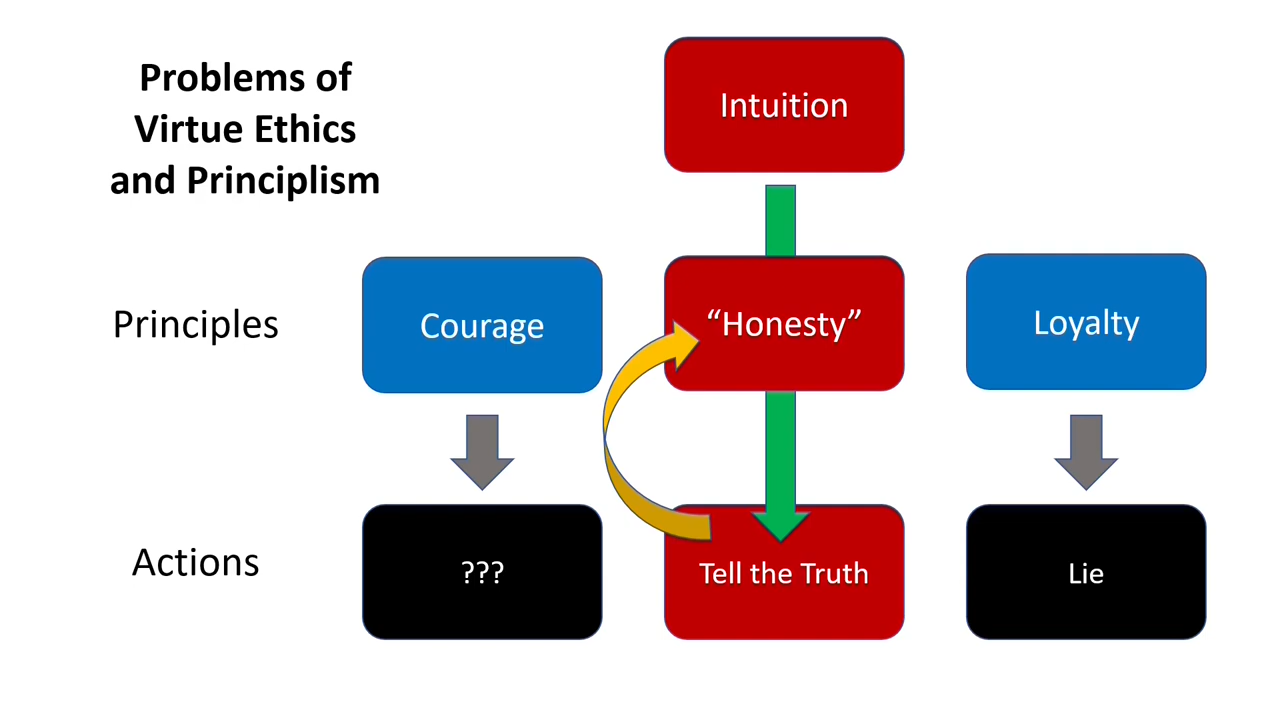 Problems of
Virtue Ethics
and Principlism
Intuition
Principles
Courage
“Honesty”
Loyalty
Actions
???
Tell the Truth
Lie